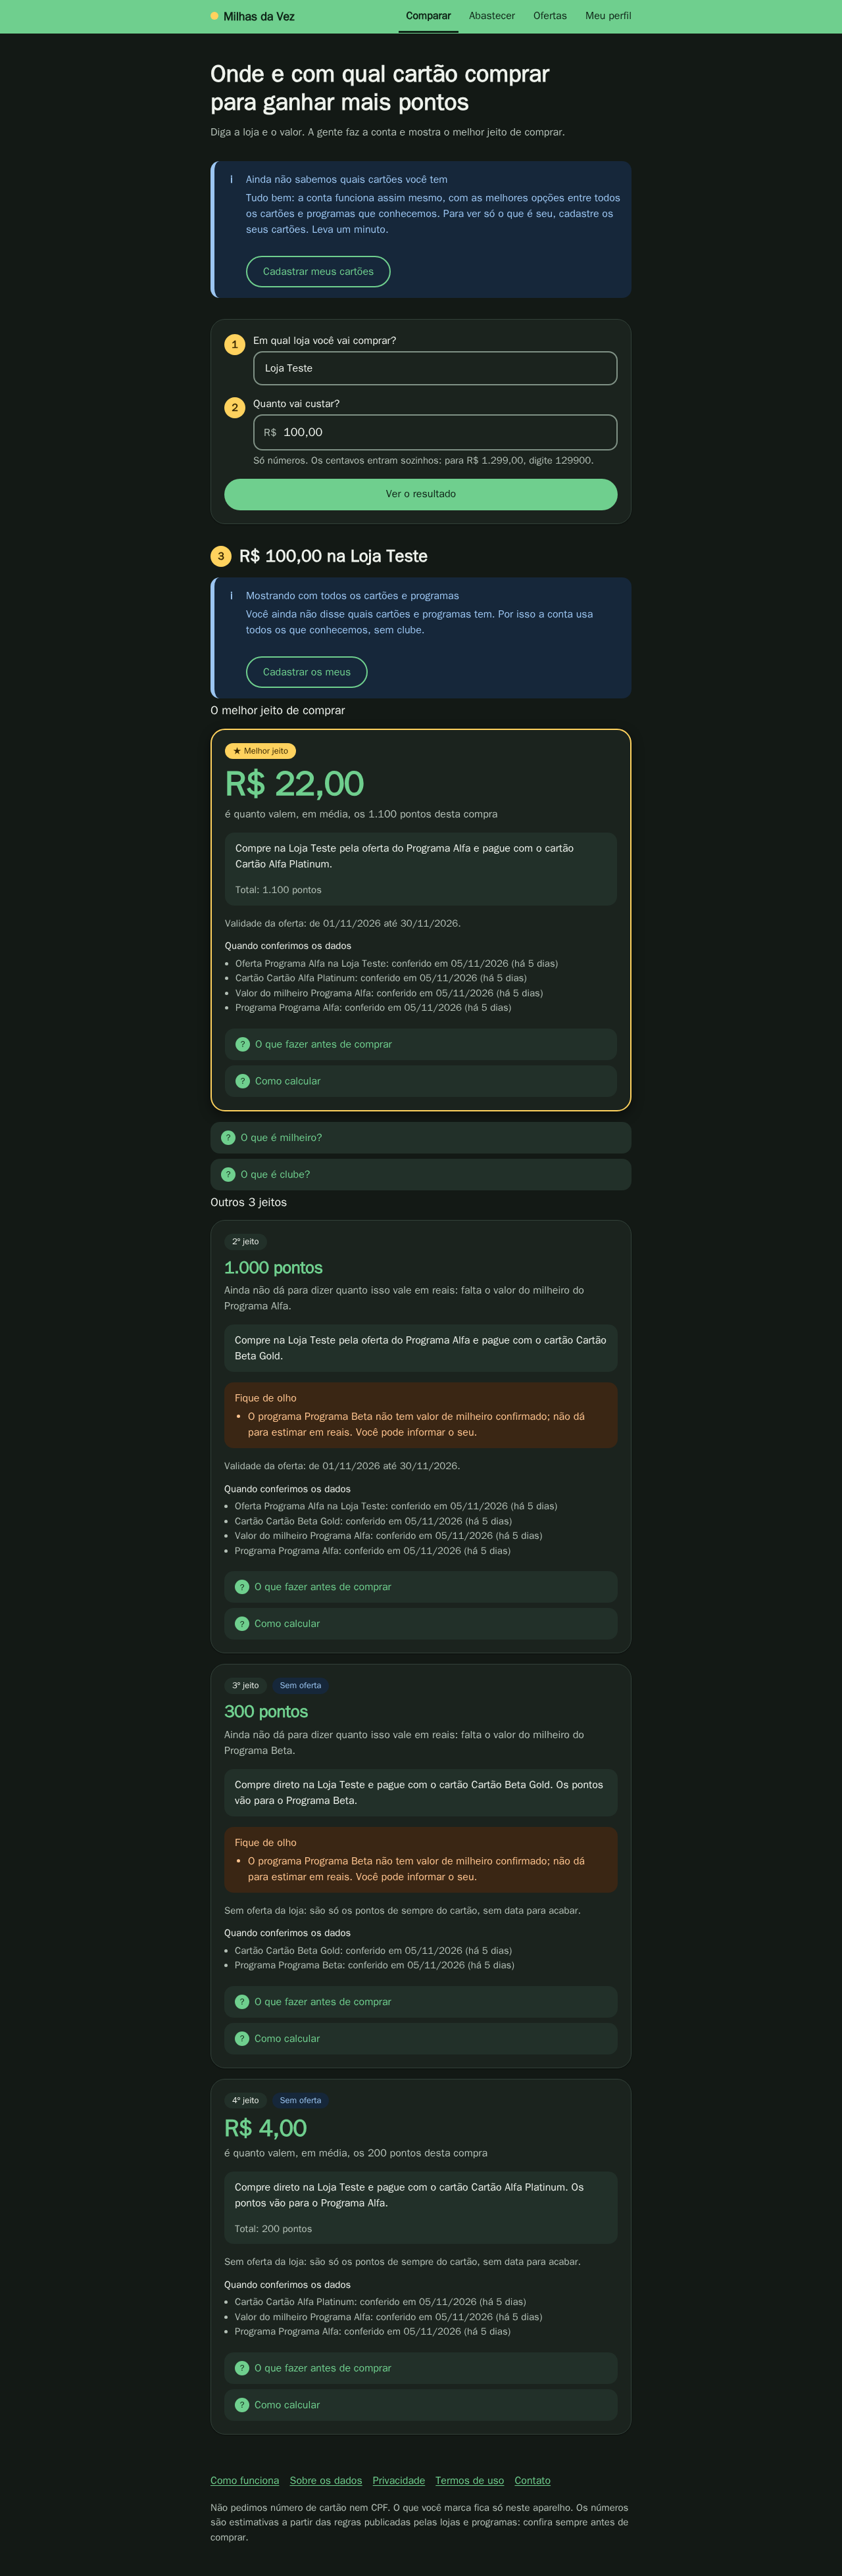 Milhas da Vez
Comparar
Abastecer
Ofertas
Meu perfil
Onde e com qual cartão comprar
para ganhar mais pontos
Diga a loja e o valor. A gente faz a conta e mostra o melhor jeito de comprar.
i
Ainda não sabemos quais cartões você tem
Tudo bem: a conta funciona assim mesmo, com as melhores opções entre todos
os cartões e programas que conhecemos. Para ver só o que é seu, cadastre os
seus cartões. Leva um minuto.
Cadastrar meus cartões
1
Em qual loja você vai comprar?
Loja Teste
2
Quanto vai custar?
R$ 100,00
Só números. Os centavos entram sozinhos: para R$ 1.299,00, digite 129900.
Ver o resultado
3
R$ 100,00 na Loja Teste
i
Mostrando com todos os cartões e programas
Você ainda não disse quais cartões e programas tem. Por isso a conta usa
todos os que conhecemos, sem clube.
Cadastrar os meus
O melhor jeito de comprar
★ Melhor jeito
R$ 22,00
é quanto valem, em média, os 1.100 pontos desta compra
Compre na Loja Teste pela oferta do Programa Alfa e pague com o cartão
Cartão Alfa Platinum.
Total: 1.100 pontos
Validade da oferta: de 01/11/2026 até 30/11/2026.
Quando conferimos os dados
• Oferta Programa Alfa na Loja Teste: conferido em 05/11/2026 (há 5 dias)
• Cartão Cartão Alfa Platinum: conferido em 05/11/2026 (há 5 dias)
• Valor do milheiro Programa Alfa: conferido em 05/11/2026 (há 5 dias)
• Programa Programa Alfa: conferido em 05/11/2026 (há 5 dias)
? O que fazer antes de comprar
? Como calcular
? O que é milheiro?
? O que é clube?
Outros 3 jeitos
2º jeito
1.000 pontos
Ainda não dá para dizer quanto isso vale em reais: falta o valor do milheiro do
Programa Alfa.
Compre na Loja Teste pela oferta do Programa Alfa e pague com o cartão Cartão
Beta Gold.
Fique de olho
• O programa Programa Beta não tem valor de milheiro confirmado; não dá
para estimar em reais. Você pode informar o seu.
Validade da oferta: de 01/11/2026 até 30/11/2026.
Quando conferimos os dados
• Oferta Programa Alfa na Loja Teste: conferido em 05/11/2026 (há 5 dias)
• Cartão Cartão Beta Gold: conferido em 05/11/2026 (há 5 dias)
• Valor do milheiro Programa Alfa: conferido em 05/11/2026 (há 5 dias)
• Programa Programa Alfa: conferido em 05/11/2026 (há 5 dias)
? O que fazer antes de comprar
? Como calcular
3º jeito
Sem oferta
300 pontos
Ainda não dá para dizer quanto isso vale em reais: falta o valor do milheiro do
Programa Beta.
Compre direto na Loja Teste e pague com o cartão Cartão Beta Gold. Os pontos
vão para o Programa Beta.
Fique de olho
• O programa Programa Beta não tem valor de milheiro confirmado; não dá
para estimar em reais. Você pode informar o seu.
Sem oferta da loja: são só os pontos de sempre do cartão, sem data para acabar.
Quando conferimos os dados
• Cartão Cartão Beta Gold: conferido em 05/11/2026 (há 5 dias)
• Programa Programa Beta: conferido em 05/11/2026 (há 5 dias)
? O que fazer antes de comprar
? Como calcular
4º jeito
Sem oferta
R$ 4,00
é quanto valem, em média, os 200 pontos desta compra
Compre direto na Loja Teste e pague com o cartão Cartão Alfa Platinum. Os
pontos vão para o Programa Alfa.
Total: 200 pontos
Sem oferta da loja: são só os pontos de sempre do cartão, sem data para acabar.
Quando conferimos os dados
• Cartão Cartão Alfa Platinum: conferido em 05/11/2026 (há 5 dias)
• Valor do milheiro Programa Alfa: conferido em 05/11/2026 (há 5 dias)
• Programa Programa Alfa: conferido em 05/11/2026 (há 5 dias)
? O que fazer antes de comprar
? Como calcular
Como funciona
Sobre os dados
Privacidade
Termos de uso
Contato
Não pedimos número de cartão nem CPF. O que você marca fica só neste aparelho. Os números
são estimativas a partir das regras publicadas pelas lojas e programas: confira sempre antes de
comprar.